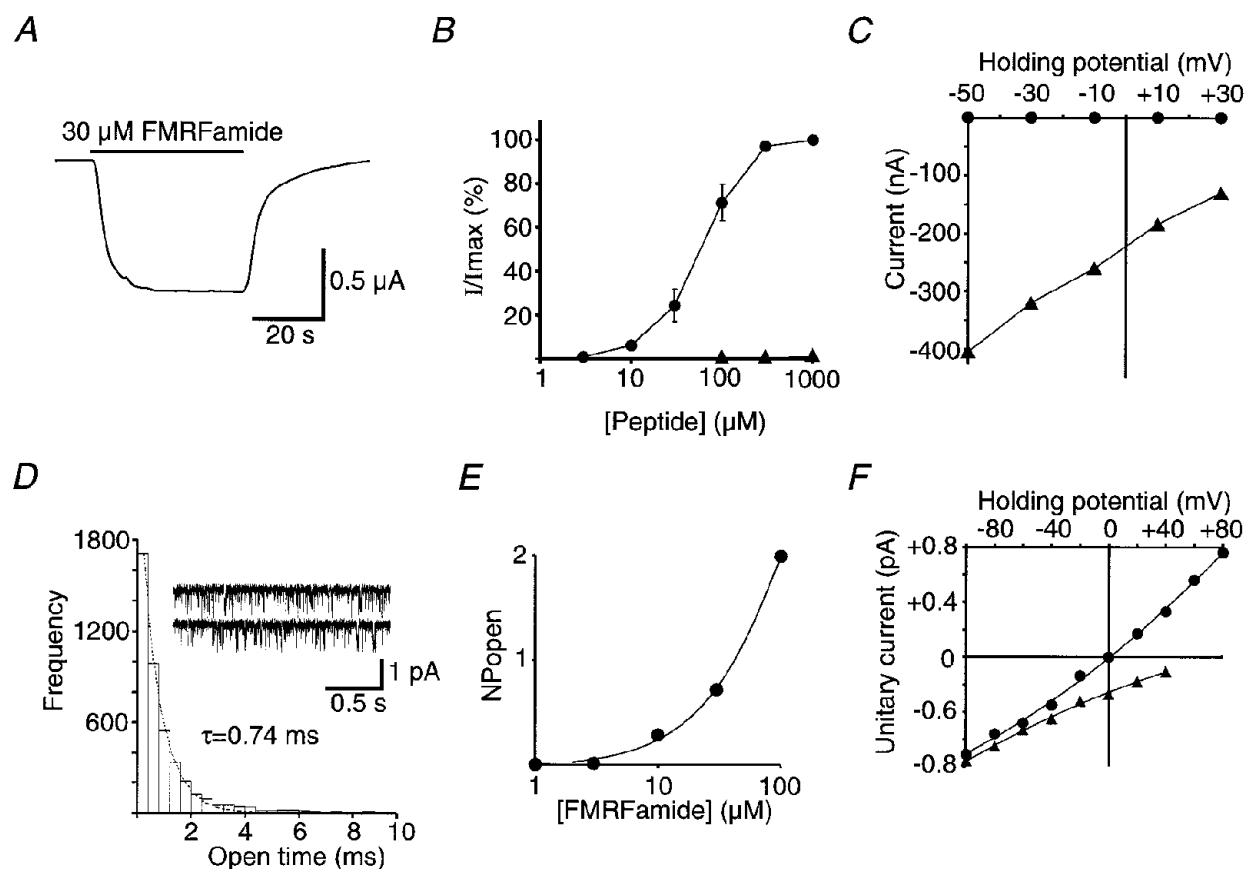 A
30 µM FMRFamide
0.5 µA
20 s
B
I/Imax (%)
100
80
60
40
20
1
10
100
1000
[Peptide] (µM)
C
Holding potential (mV)
-50
-30
-10
+10
+30
Current (nA)
-100
-200
-300
-400
D
Frequency
1800
1200
600
τ=0.74 ms
1 pA
0.5 s
2
4
6
8
10
Open time (ms)
E
NPopen
2
1
0
1
10
100
[FMRFamide] (µM)
F
Holding potential (mV)
-80
-40
0
+40
+80
Unitary current (pA)
+0.8
+0.4
0
-0.6
-0.8